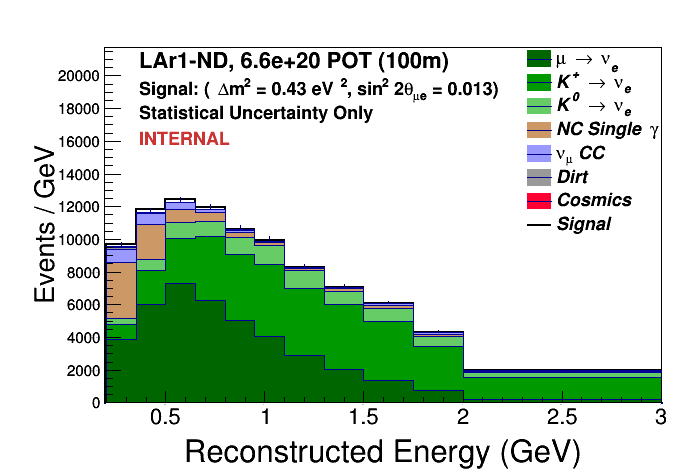 LAr1-ND, 6.6e+20 POT (100m)
Signal: ( Δm² = 0.43 eV ², sin² 2θμe = 0.013)
Statistical Uncertainty Only
INTERNAL
μ → νe
K⁺ → νe
K⁰ → νe
NC Single γ
νμ CC
Dirt
Cosmics
Signal
Events / GeV
20000
18000
16000
14000
12000
10000
8000
6000
4000
2000
0
0.5 1 1.5 2 2.5 3
Reconstructed Energy (GeV)